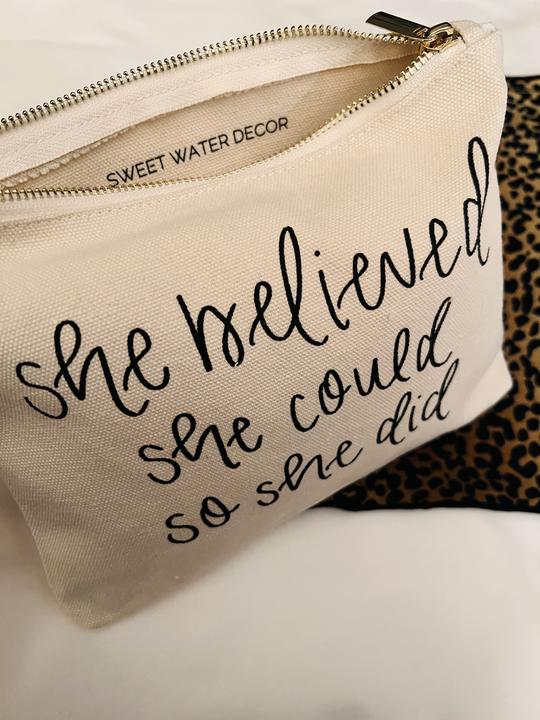 SWEET WATER DECOR
she believed
she could
so she did